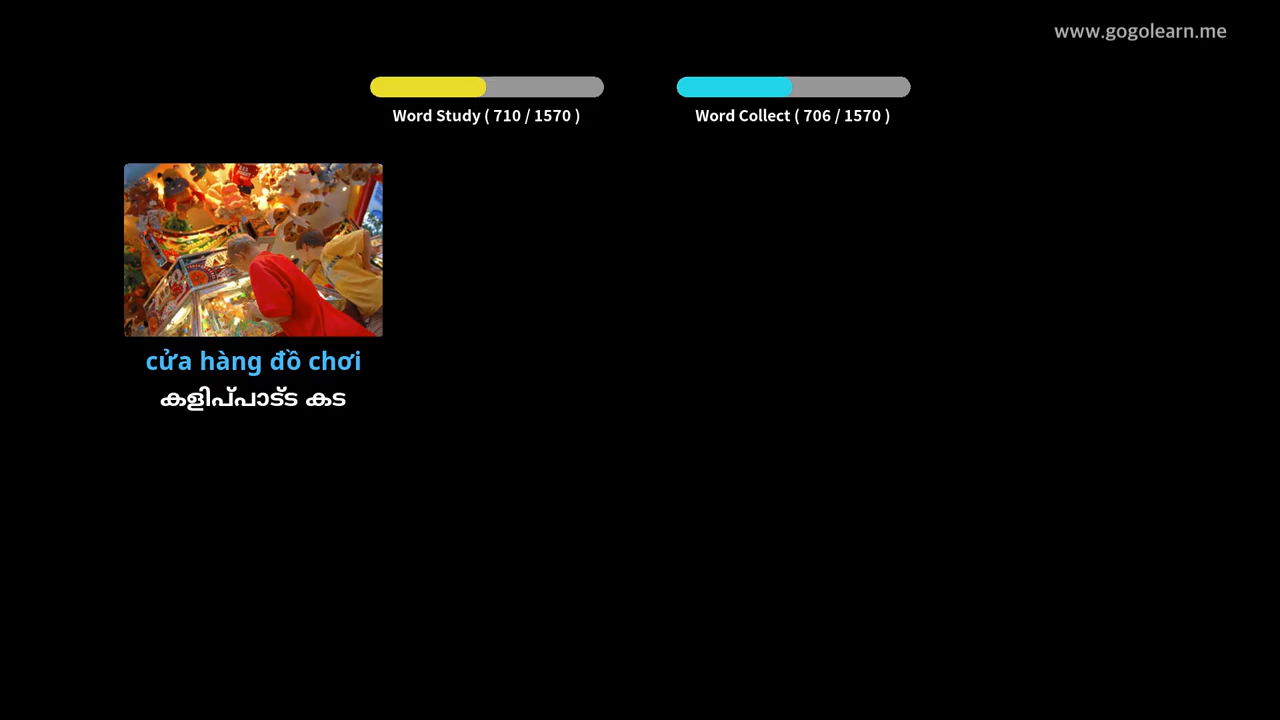 www.gogolearn.me
Word Study ( 710 / 1570 )
Word Collect ( 706 / 1570 )
cửa hàng đồ chơi
കളിപ്പാട്ട കട